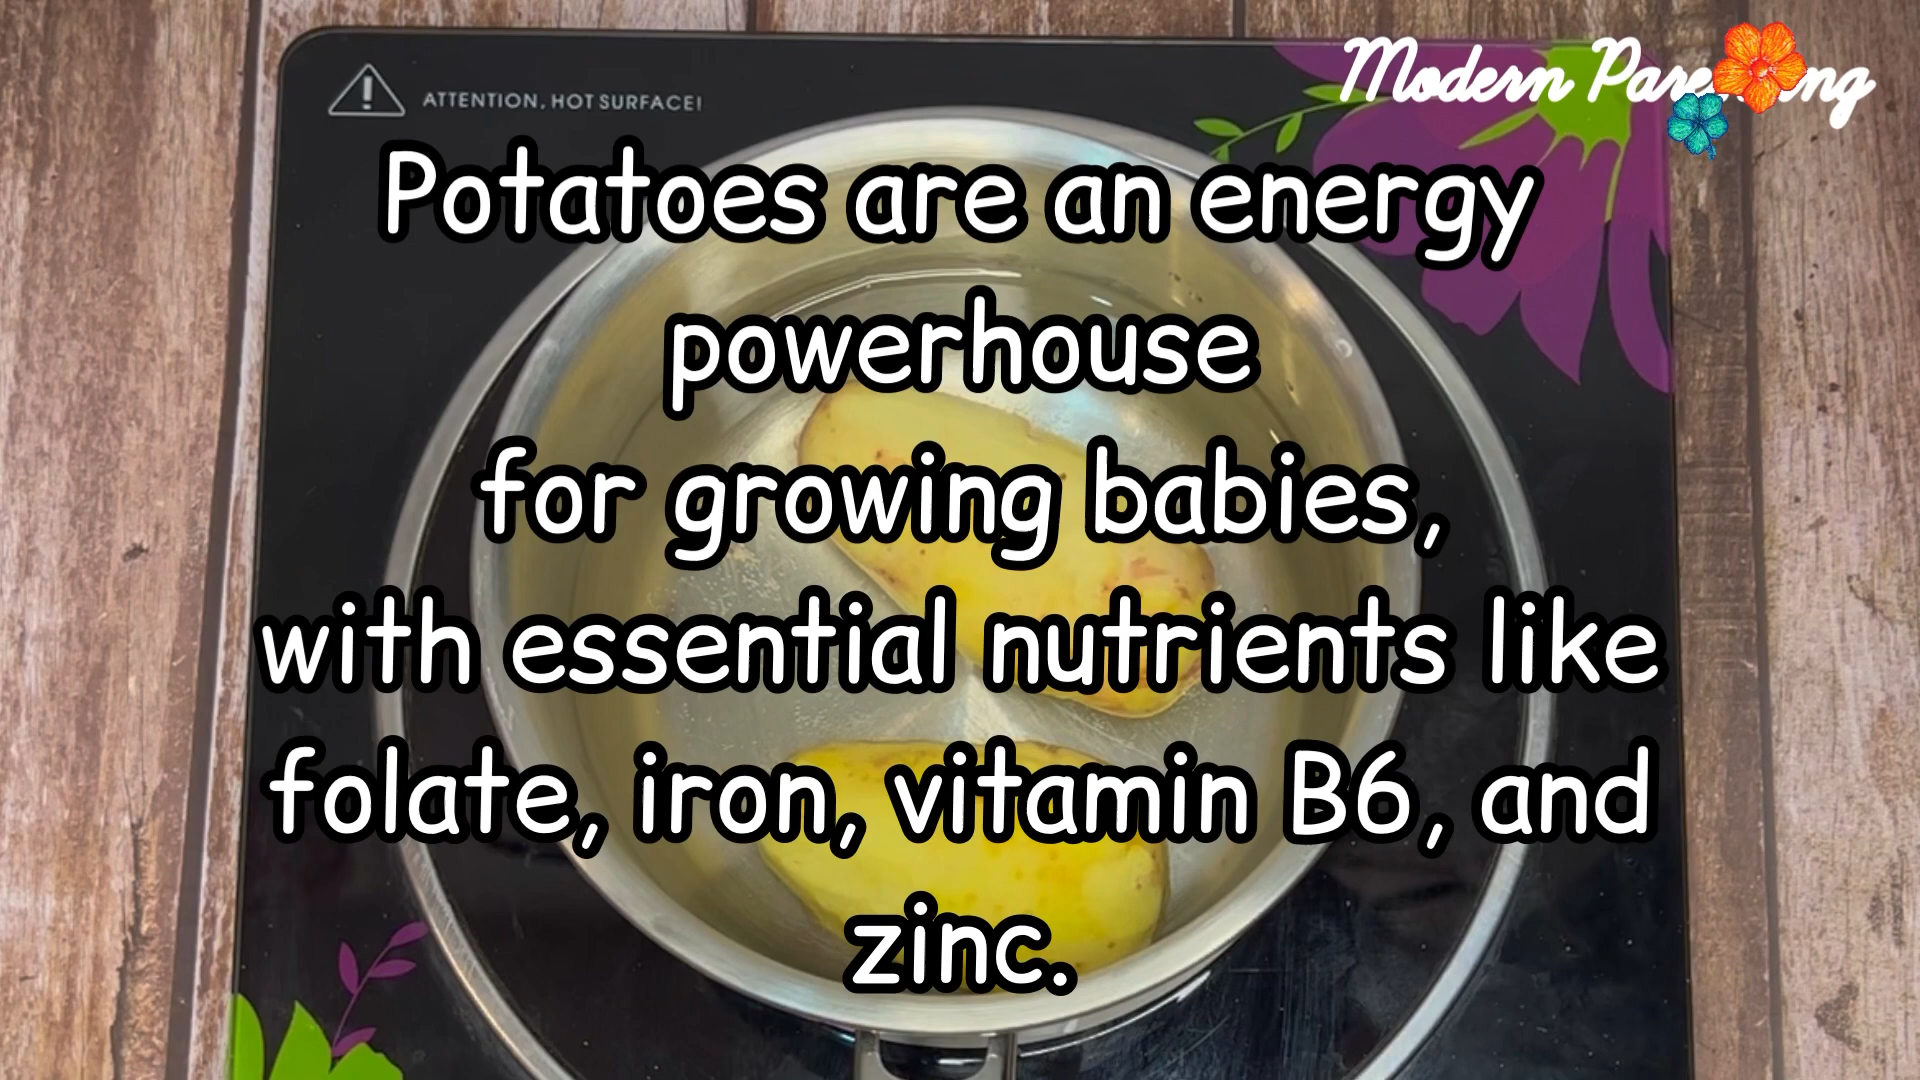 Modern
ATTENTION, HOT SURFACE!
Potatoes are an energy
powerhouse
for growing babies,
with essential nutrients like
folate, iron, vitamin B6, and
zinc.